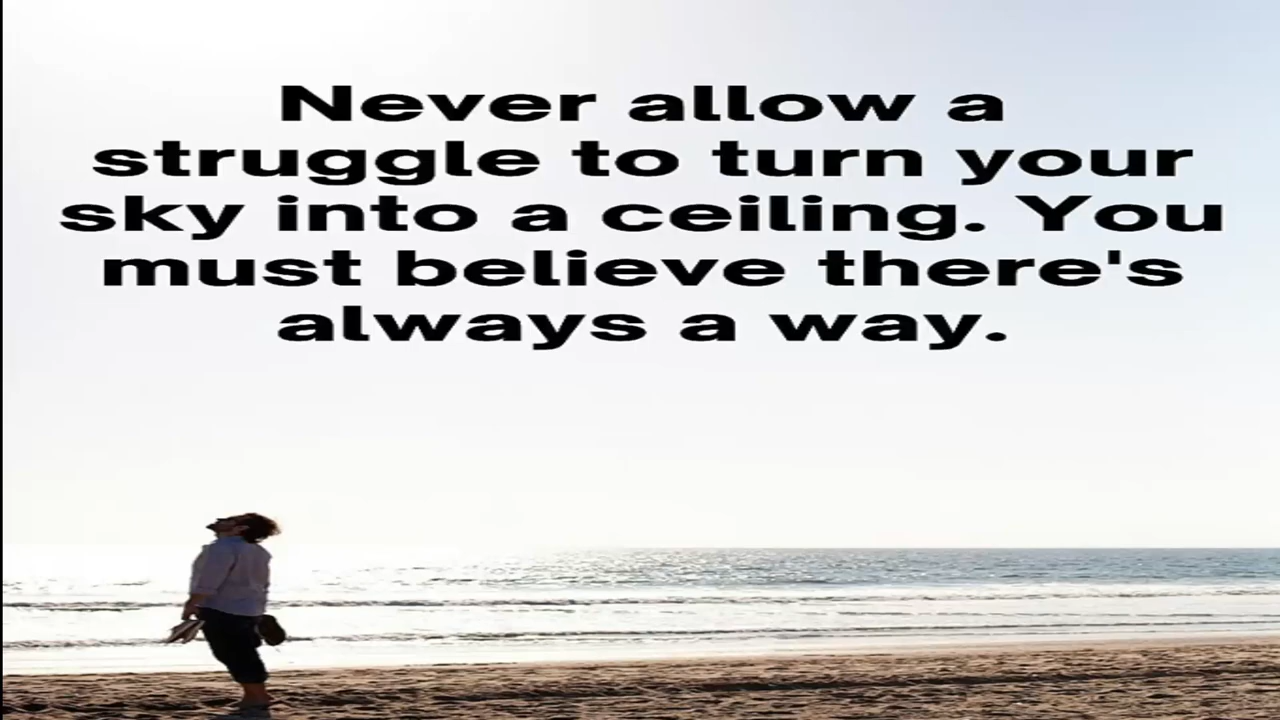 Never allow a
struggle to turn your
sky into a ceiling. You
must believe there's
always a way.